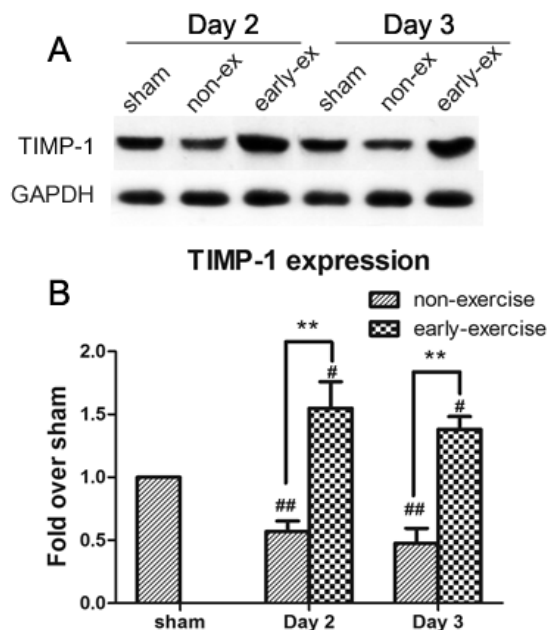 A
Day 2 Day 3
sham non-ex early-ex sham non-ex early-ex
TIMP-1
GAPDH
TIMP-1 expression
B
non-exercise
early-exercise
** **
# #
## ##
Fold over sham
2.0
1.5
1.0
0.5
0.0
sham Day 2 Day 3